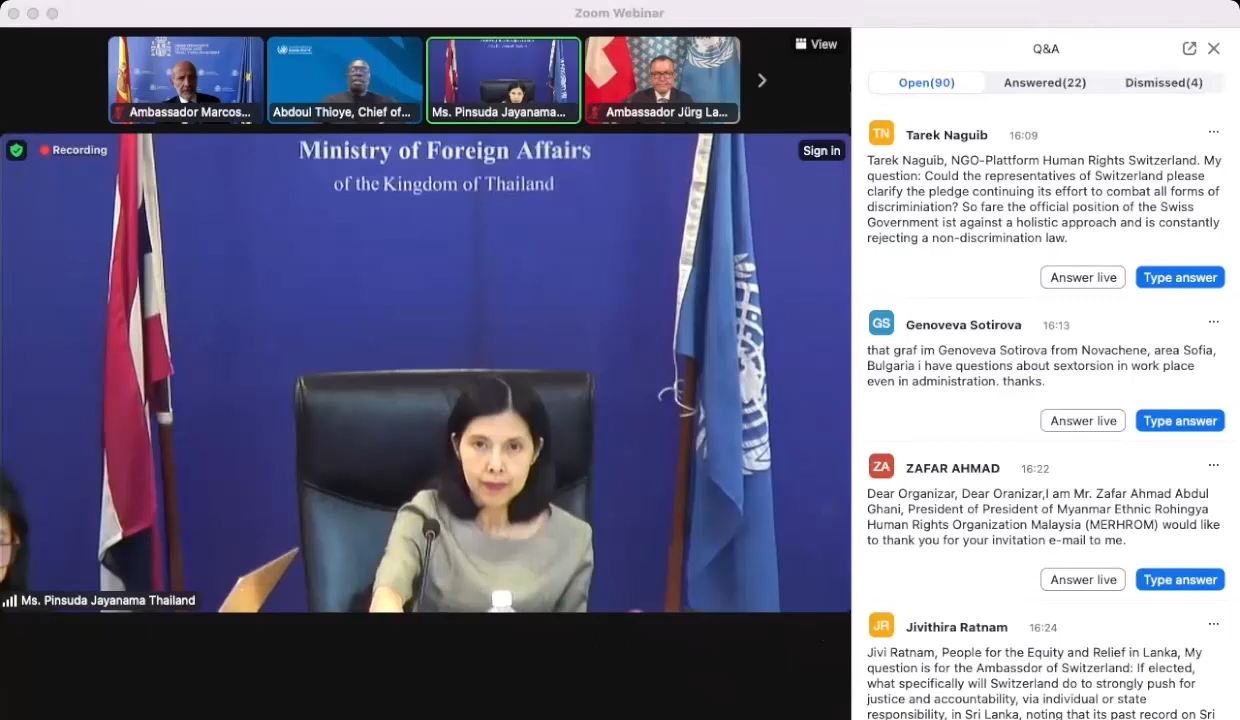 Zoom Webinar
View
Ambassador Marcos...
Abdoul Thioye, Chief of...
Ms. Pinsuda Jayanama...
Ambassador Jürg La...
Recording
Sign in
Ministry of Foreign Affairs
of the Kingdom of Thailand
Ms. Pinsuda Jayanama Thailand
Q&A
Open(90)
Answered(22)
Dismissed(4)
TN
Tarek Naguib 16:09
Tarek Naguib, NGO-Plattform Human Rights Switzerland. My
question: Could the representatives of Switzerland please
clarify the pledge continuing its effort to combat all forms of
discriminiation? So fare the official position of the Swiss
Government ist against a holistic approach and is constantly
rejecting a non-discrimination law.
Answer live
Type answer
GS
Genoveva Sotirova 16:13
that graf im Genoveva Sotirova from Novachene, area Sofia,
Bulgaria i have questions about sextorsion in work place
even in administration. thanks.
Answer live
Type answer
ZA
ZAFAR AHMAD 16:22
Dear Organizar, Dear Oranizar,I am Mr. Zafar Ahmad Abdul
Ghani, President of President of Myanmar Ethnic Rohingya
Human Rights Organization Malaysia (MERHROM) would like
to thank you for your invitation e-mail to me.
Answer live
Type answer
JR
Jivithira Ratnam 16:24
Jivi Ratnam, People for the Equity and Relief in Lanka, My
question is for the Ambassdor of Switzerland: If elected,
what specifically will Switzerland do to strongly push for
justice and accountability, via individual or state
responsibility, in Sri Lanka, noting that its past record on Sri